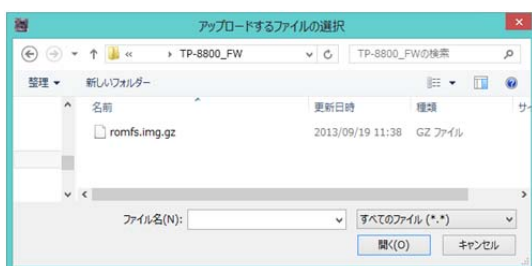 アップロードするファイルの選択
« › TP-8800_FW
TP-8800_FWの検索
整理 新しいフォルダー
名前 更新日時 種類 サイ
romfs.img.gz 2013/09/19 11:38 GZ ファイル
ファイル名(N): すべてのファイル (*.*)
開く(O) キャンセル